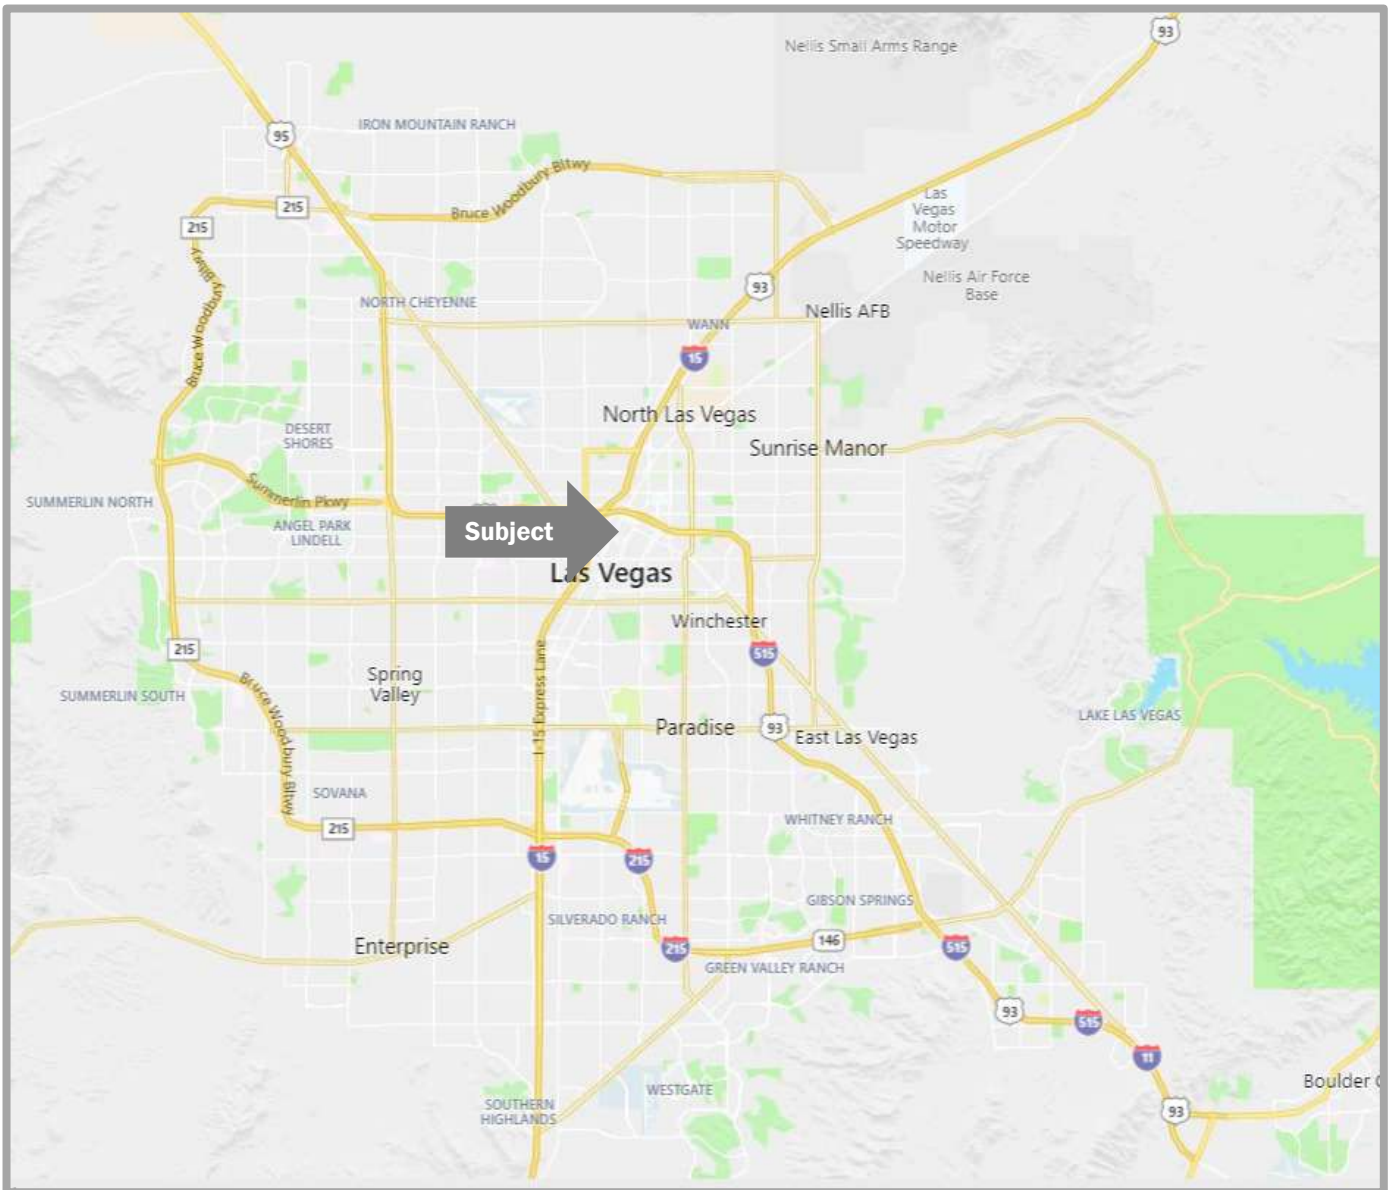 93
Nellis Small Arms Range
IRON MOUNTAIN RANCH
95
Bruce Woodbury Bltwy
Las
Vegas
Motor
Speedway
215
215
Bruce Woodbury Bltwy
Nellis Air Force
Base
93
NORTH CHEYENNE
Nellis AFB
WANN
15
North Las Vegas
DESERT
SHORES
Sunrise Manor
Summerlin Pkwy
SUMMERLIN NORTH
ANGEL PARK
LINDELL
Subject
Las Vegas
Winchester
215
515
Spring
Valley
SUMMERLIN SOUTH
Bruce Woodbury Bltwy
I-15 Express Lane
LAKE LAS VEGAS
Paradise
93
East Las Vegas
SOVANA
WHITNEY RANCH
215
15
215
GIBSON SPRINGS
SILVERADO RANCH
Enterprise
215
146
515
GREEN VALLEY RANCH
93
515
11
Boulder
WESTGATE
SOUTHERN
HIGHLANDS
93